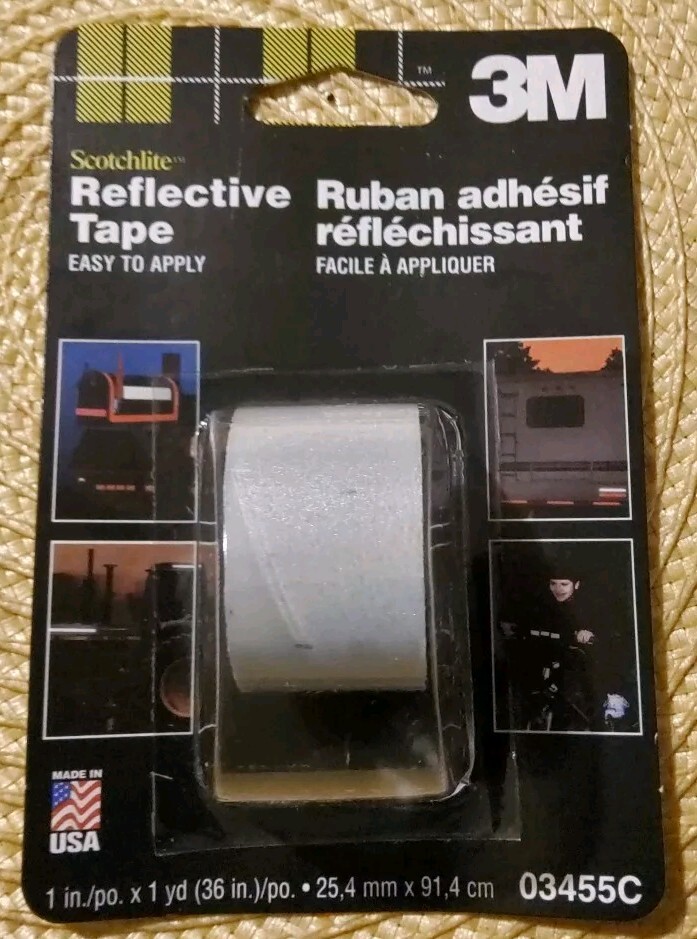 ™
3M
Scotchlite™
Reflective
Tape
EASY TO APPLY
Ruban adhésif
réfléchissant
FACILE À APPLIQUER
MADE IN
USA
1 in./po. x 1 yd (36 in.)/po. • 25,4 mm x 91,4 cm
03455C